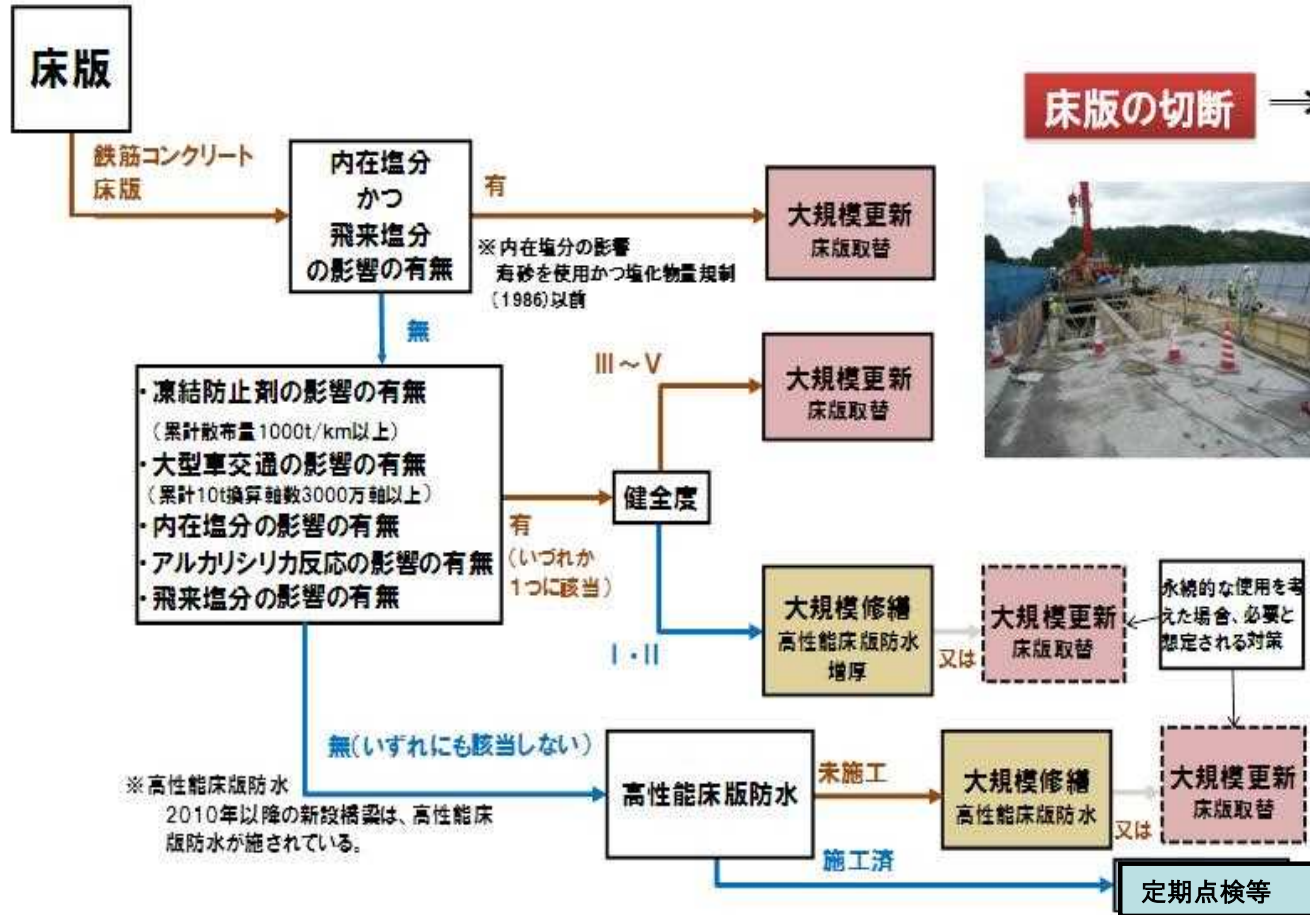 床版
床版の切断
鉄筋コンクリート
床版
内在塩分
かつ
飛来塩分
の影響の有無
有
※内在塩分の影響
海砂を使用かつ塩化物量規制
(1986)以前
大規模更新
床版取替
無
・凍結防止剤の影響の有無
(累計散布量1000t/km以上)
・大型車交通の影響の有無
(累計10t換算軸数3000万軸以上)
・内在塩分の影響の有無
・アルカリシリカ反応の影響の有無
・飛来塩分の影響の有無
有
(いづれか
1つに該当)
健全度
III~V
大規模更新
床版取替
I・II
大規模修繕
高性能床版防水
増厚
又は
大規模更新
床版取替
永続的な使用を考
えた場合、必要と
想定される対策
無(いずれにも該当しない)
※高性能床版防水
2010年以降の新設橋梁は、高性能床
版防水が施されている。
高性能床版防水
未施工
大規模修繕
高性能床版防水
又は
大規模更新
床版取替
施工済
定期点検等